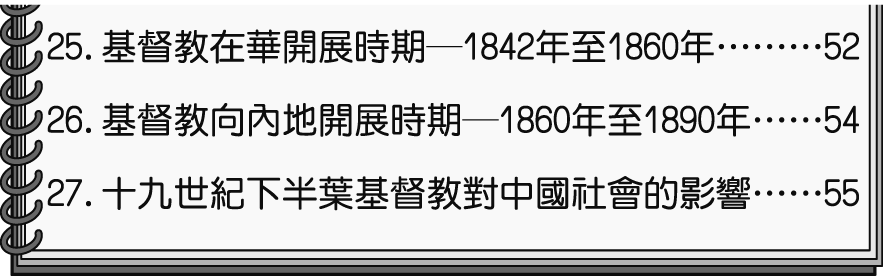 25. 基督教在華開展時期─1842年至1860年………52
26. 基督教向內地開展時期─1860年至1890年……54
27. 十九世紀下半葉基督教對中國社會的影響……55